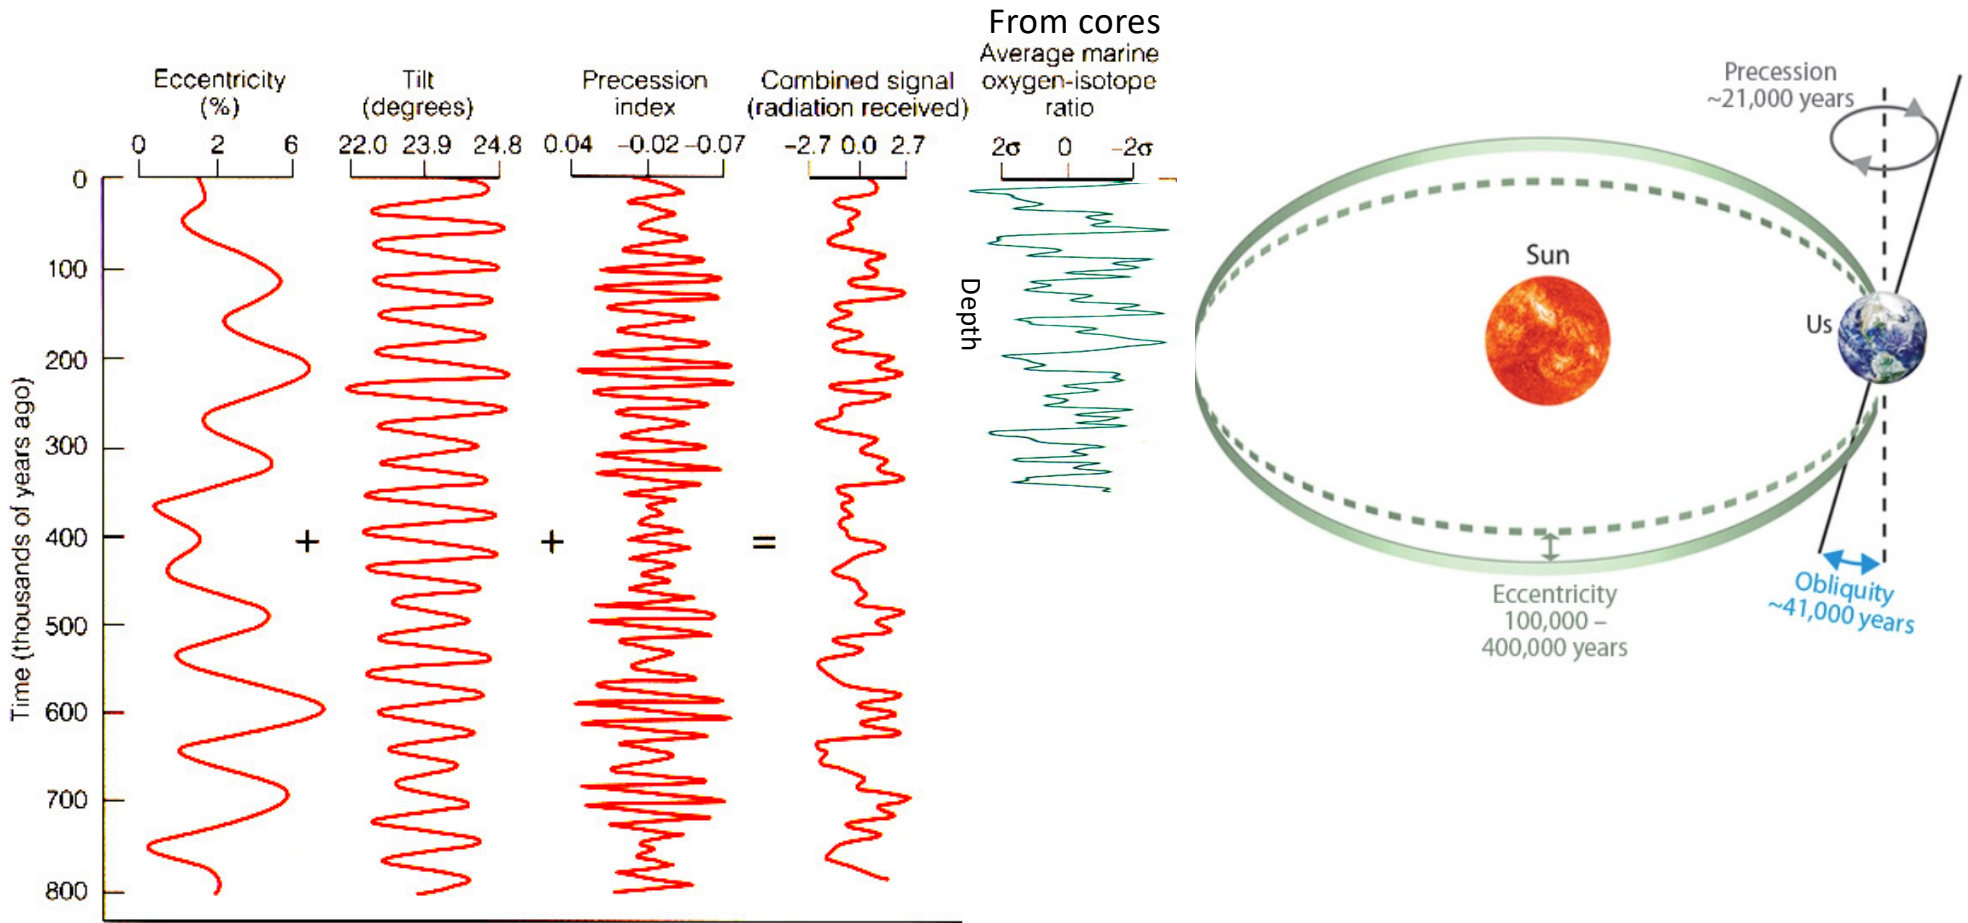 From cores
Average marine
oxygen-isotope
ratio
2σ 0 −2σ
Eccentricity
(%)
0 2 6
Tilt
(degrees)
22.0 23.9 24.8
Precession
index
0.04 −0.02 −0.07
Combined signal
(radiation received)
−2.7 0.0 2.7
Time (thousands of years ago)
0
100
200
300
400
500
600
700
800
+
+
=
Depth
Precession
~21,000 years
Sun
Us
Eccentricity
100,000 –
400,000 years
Obliquity
~41,000 years